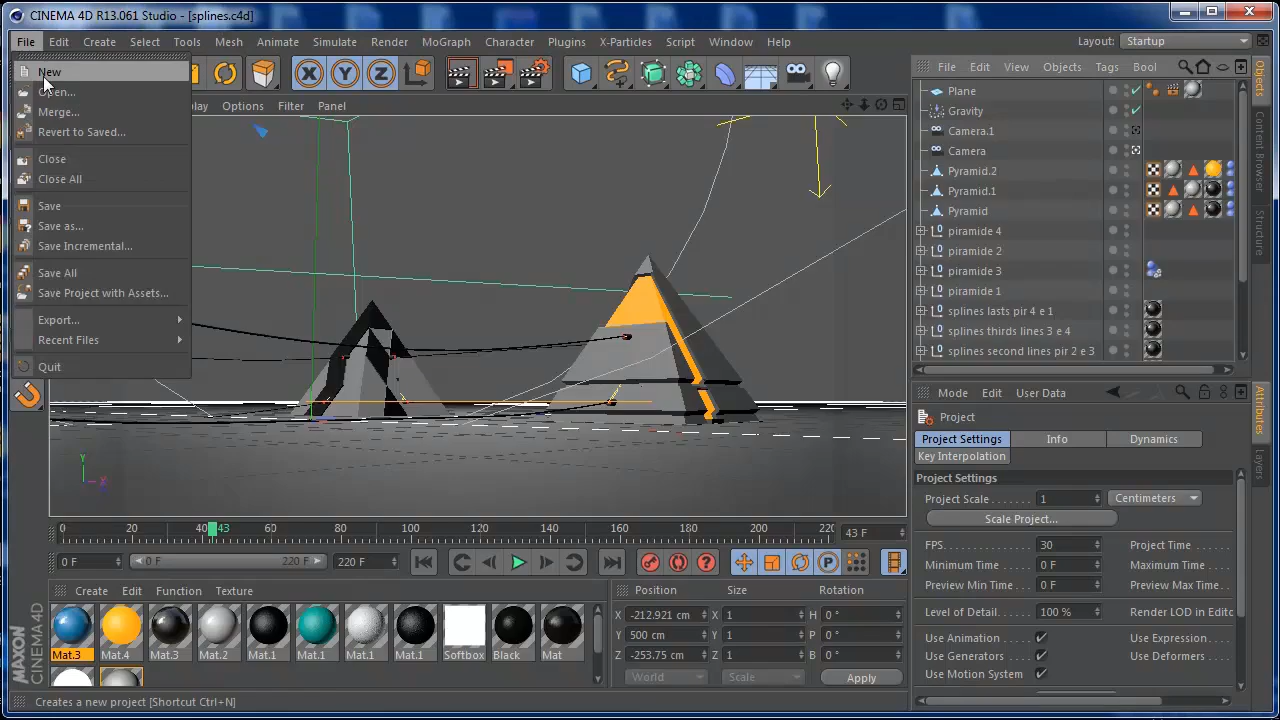 CINEMA 4D R13.061 Studio - [splines.c4d]
File Edit Create Select Tools Mesh Animate Simulate Render MoGraph Character Plugins X-Particles Script Window Help
Layout: Startup
New
Open...
Merge...
Revert to Saved...
Close
Close All
Save
Save as...
Save Incremental...
Save All
Save Project with Assets...
Export...
Recent Files
Quit
X Y Z
Options Filter Panel
File Edit View Objects Tags Bool
Plane
Gravity
Camera.1
Camera
Pyramid.2
Pyramid.1
Pyramid
piramide 4
piramide 2
piramide 3
piramide 1
splines lasts pir 4 e 1
splines thirds lines 3 e 4
splines second lines pir 2 e 3
Objects
Content Browser
Structure
Attributes
Layers
Mode Edit User Data
Project
Project Settings Info Dynamics
Key Interpolation
Project Settings
Project Scale 1 Centimeters
Scale Project...
FPS 30 Project Time
Minimum Time 0 F Maximum Time
Preview Min Time 0 F Preview Max Time
Level of Detail 100 % Render LOD in Editc
Use Animation Use Expression
Use Generators Use Deformers
Use Motion System
Y
X
0 20 40 43 60 80 100 120 140 160 180 200 220
43 F
0 F 0 F 220 F 220 F
Create Edit Function Texture
Mat.3 Mat.4 Mat.3 Mat.2 Mat.1 Mat.1 Mat.1 Mat.1 Softbox Black Mat
Position Size Rotation
X -212.921 cm X 1 H 0 °
Y 500 cm Y 1 P 0 °
Z -253.75 cm Z 1 B 0 °
World Scale Apply
MAXON
CINEMA 4D
Creates a new project [Shortcut Ctrl+N]